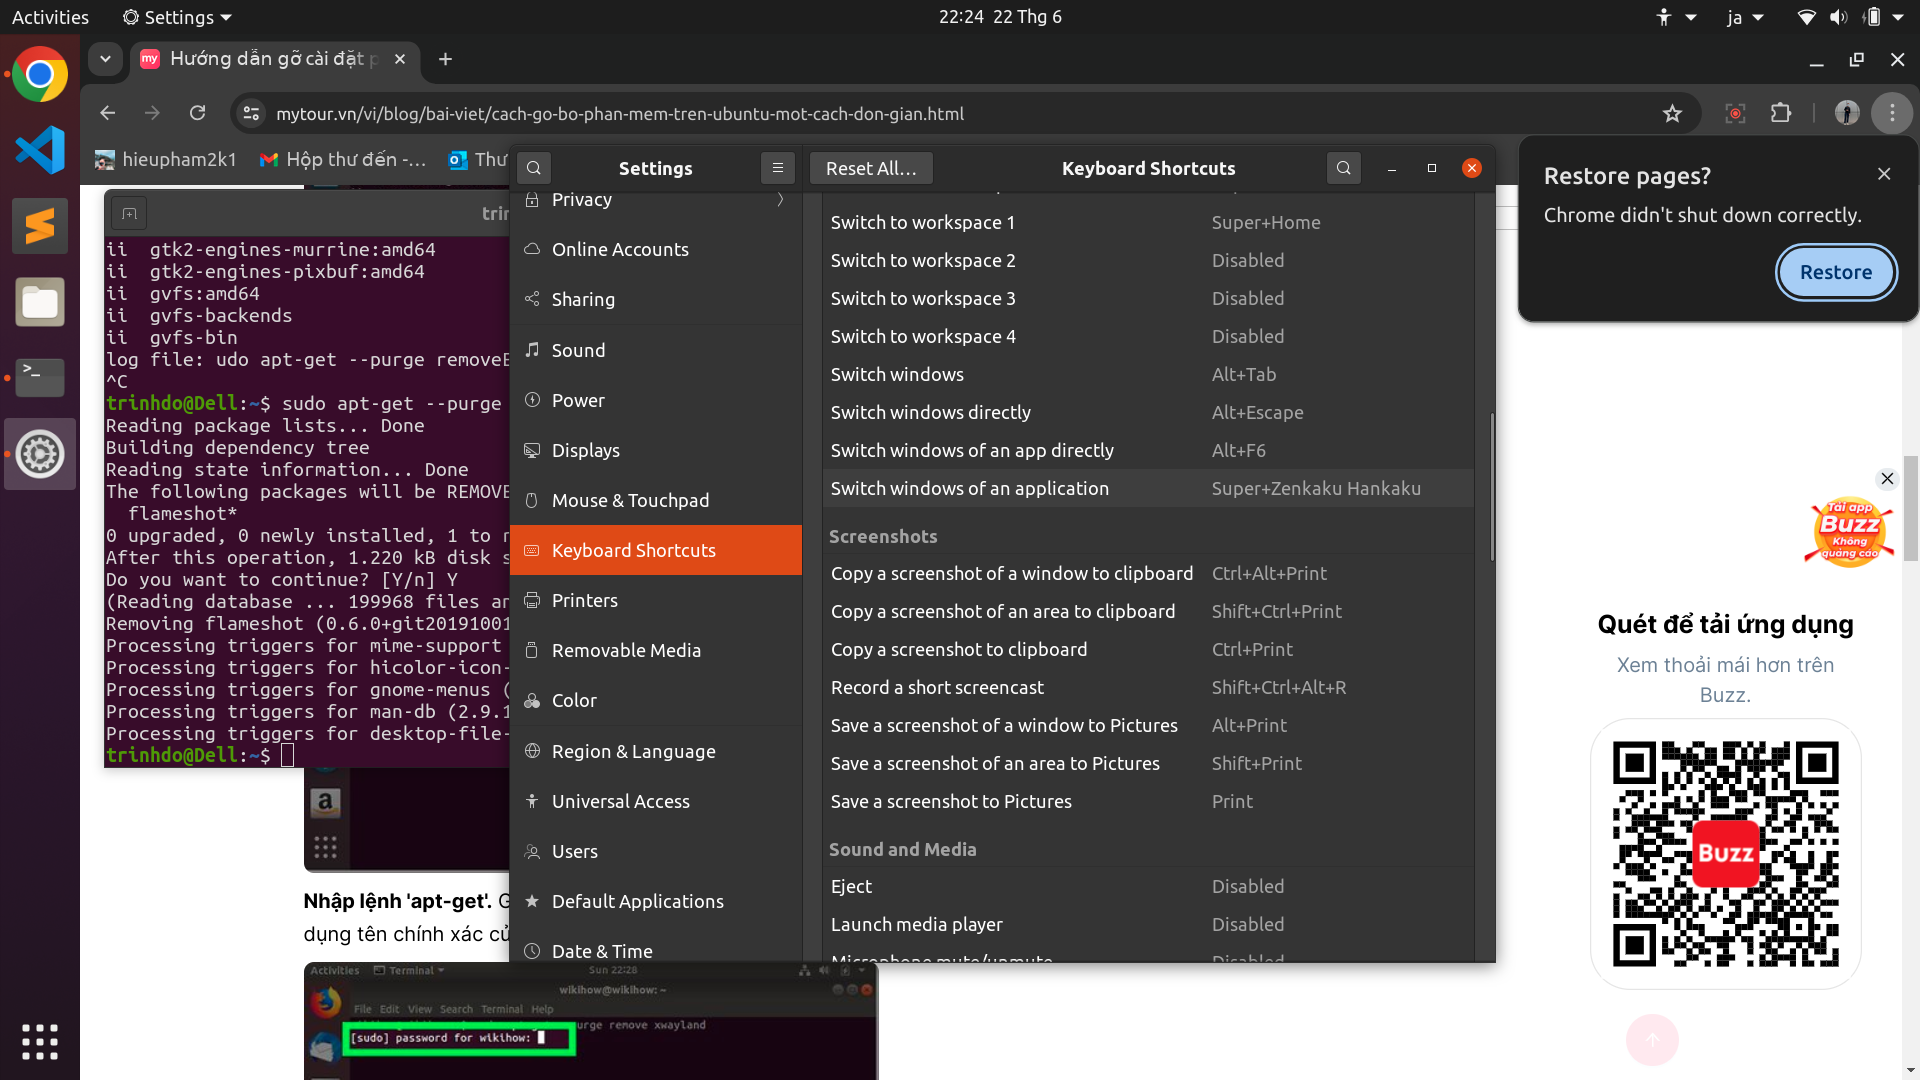 Activities
Settings
22:24 22 Thg 6
ja
my Hướng dẫn gỡ cài đặt p
mytour.vn/vi/blog/bai-viet/cach-go-bo-phan-mem-tren-ubuntu-mot-cach-don-gian.html
hieupham2k1
Hộp thư đến -...
Thư
Restore pages?
Chrome didn't shut down correctly.
Restore
Settings
Privacy
Online Accounts
Sharing
Sound
Power
Displays
Mouse & Touchpad
Keyboard Shortcuts
Printers
Removable Media
Color
Region & Language
Universal Access
Users
Default Applications
Date & Time
Reset All...
Keyboard Shortcuts
Switch to workspace 1 Super+Home
Switch to workspace 2 Disabled
Switch to workspace 3 Disabled
Switch to workspace 4 Disabled
Switch windows Alt+Tab
Switch windows directly Alt+Escape
Switch windows of an app directly Alt+F6
Switch windows of an application Super+Zenkaku Hankaku
Screenshots
Copy a screenshot of a window to clipboard Ctrl+Alt+Print
Copy a screenshot of an area to clipboard Shift+Ctrl+Print
Copy a screenshot to clipboard Ctrl+Print
Record a short screencast Shift+Ctrl+Alt+R
Save a screenshot of a window to Pictures Alt+Print
Save a screenshot of an area to Pictures Shift+Print
Save a screenshot to Pictures Print
Sound and Media
Eject Disabled
Launch media player Disabled
Microphone mute/unmute Disabled
trin
ii gtk2-engines-murrine:amd64
ii gtk2-engines-pixbuf:amd64
ii gvfs:amd64
ii gvfs-backends
ii gvfs-bin
log file: udo apt-get --purge removeE
^C
trinhdo@Dell:~$ sudo apt-get --purge
Reading package lists... Done
Building dependency tree
Reading state information... Done
The following packages will be REMOVE
flameshot*
0 upgraded, 0 newly installed, 1 to r
After this operation, 1.220 kB disk s
Do you want to continue? [Y/n] Y
(Reading database ... 199968 files an
Removing flameshot (0.6.0+git20191001
Processing triggers for mime-support
Processing triggers for hicolor-icon-
Processing triggers for gnome-menus (
Processing triggers for man-db (2.9.1
Processing triggers for desktop-file-
trinhdo@Dell:~$
Nhập lệnh 'apt-get'. G
dụng tên chính xác củ
Activities Terminal Sun 22:28
wikihow@wikihow: ~
File Edit View Search Terminal Help
urge remove xwayland
[sudo] password for wikihow:
Tải app
Buzz
Không
quảng cáo
Quét để tải ứng dụng
Xem thoải mái hơn trên
Buzz.
Buzz